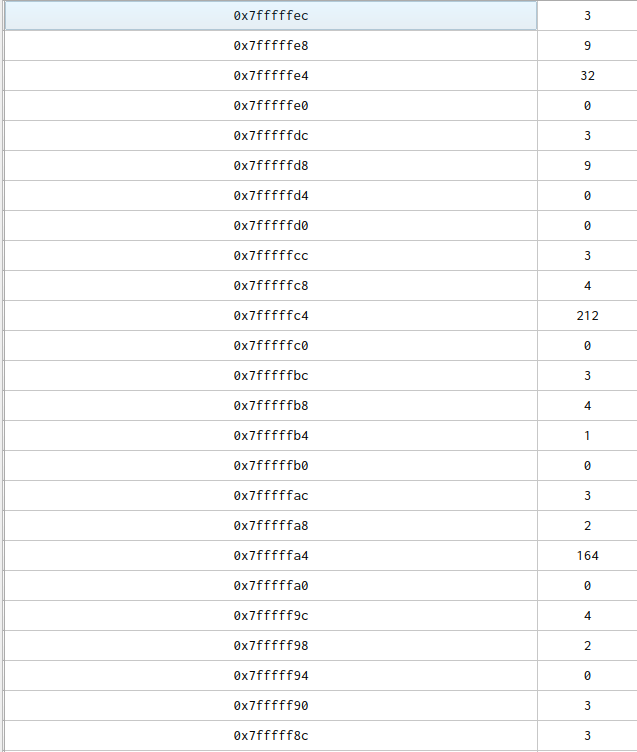 0x7fffffec 3
0x7fffffe8 9
0x7fffffe4 32
0x7fffffe0 0
0x7fffffdc 3
0x7fffffd8 9
0x7fffffd4 0
0x7fffffd0 0
0x7fffffcc 3
0x7fffffc8 4
0x7fffffc4 212
0x7fffffc0 0
0x7fffffbc 3
0x7fffffb8 4
0x7fffffb4 1
0x7fffffb0 0
0x7fffffac 3
0x7fffffa8 2
0x7fffffa4 164
0x7fffffa0 0
0x7fffff9c 4
0x7fffff98 2
0x7fffff94 0
0x7fffff90 3
0x7fffff8c 3